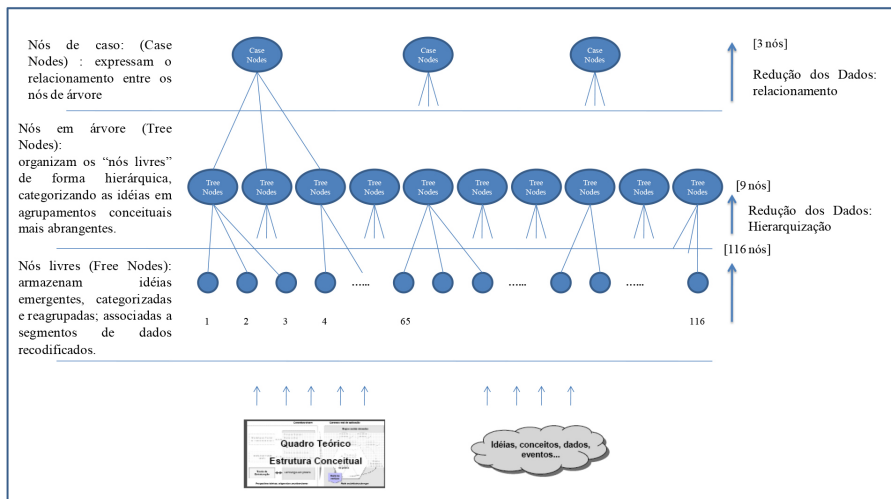 Nós de caso: (Case
Nodes) : expressam o
relacionamento entre os
nós de árvore
Case
Nodes
Case
Nodes
Case
Nodes
[3 nós]
Redução dos Dados:
relacionamento
Nós em árvore (Tree
Nodes):
organizam os “nós livres”
de forma hierárquica,
categorizando as idéias em
agrupamentos conceituais
mais abrangentes.
Tree
Nodes
Tree
Nodes
Tree
Nodes
Tree
Nodes
Tree
Nodes
Tree
Nodes
Tree
Nodes
Tree
Nodes
Tree
Nodes
Tree
Nodes
[9 nós]
Redução dos Dados:
Hierarquização
[116 nós]
Nós livres (Free Nodes):
armazenam idéias
emergentes, categorizadas
e reagrupadas; associadas a
segmentos de dados
recodificados.
…...
…...
…...
1 2 3 4 65 116
Quadro Teórico
Estrutura Conceitual
Idéias, conceitos, dados,
eventos...